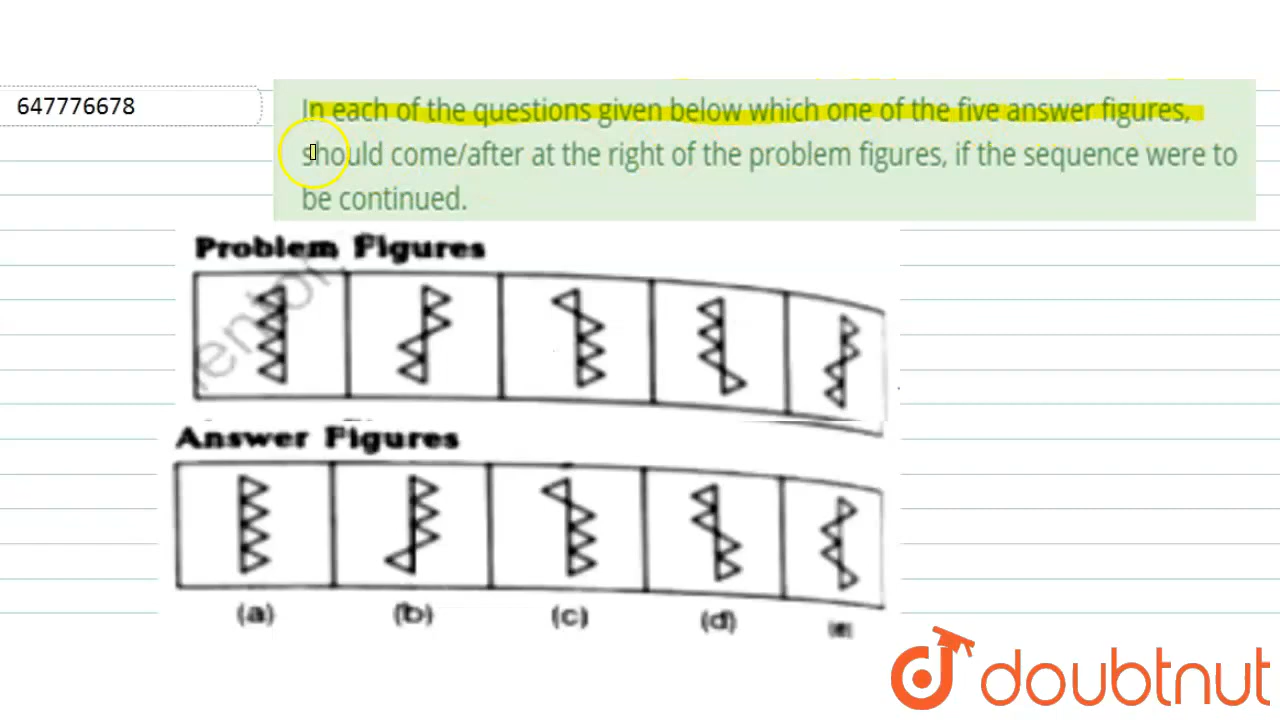 647776678
In each of the questions given below which one of the five answer figures,
should come/after at the right of the problem figures, if the sequence were to
be continued.
Problem Figures
Answer Figures
(a) (b) (c) (d) (e)
doubtnut